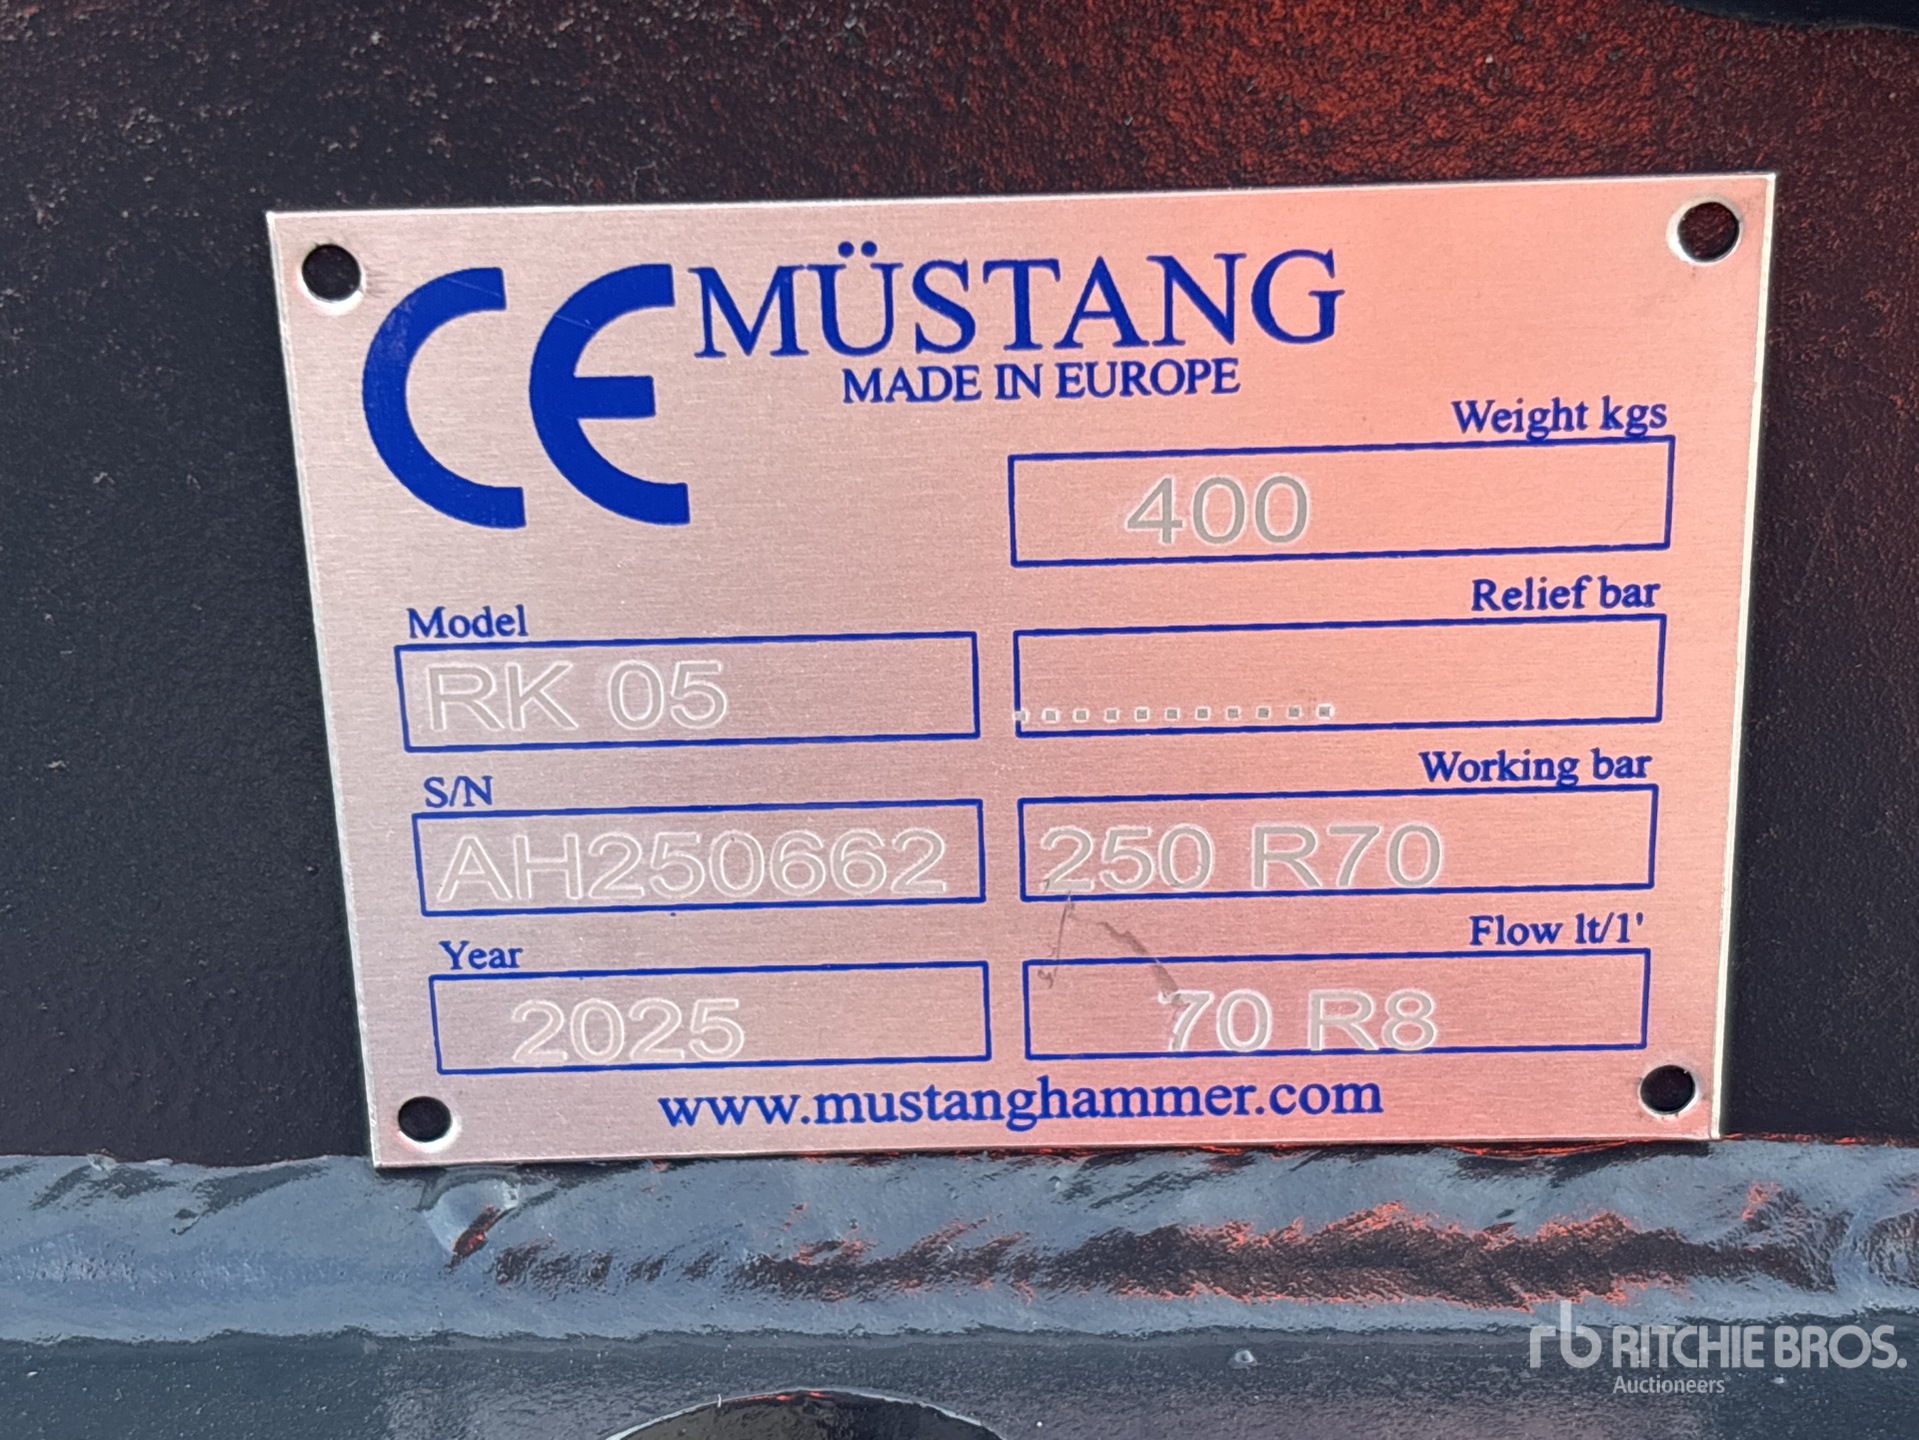 CE MÜSTANG
MADE IN EUROPE
Weight kgs
400
Relief bar
...........
Model
RK 05
Working bar
250 R70
S/N
AH250662
Flow lt/1'
70 R8
Year
2025
www.mustanghammer.com
rb RITCHIE BROS.
Auctioneers